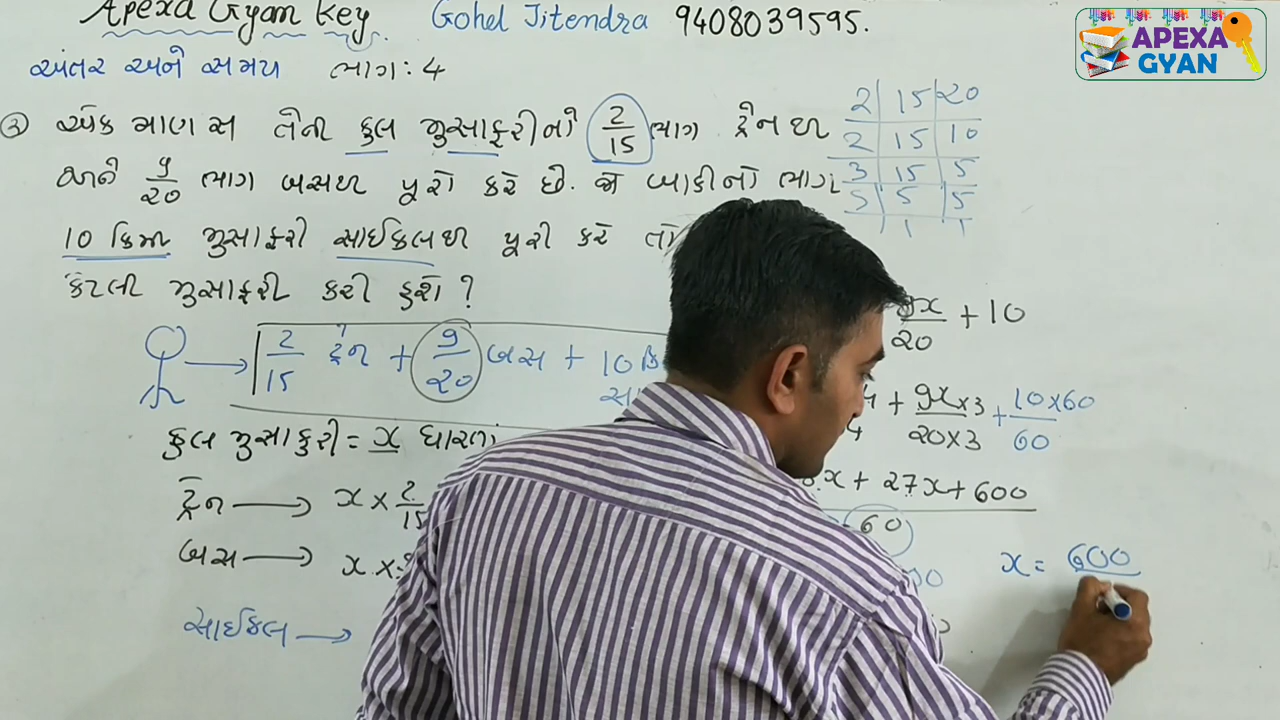 Apexa Gyan Key. Gohel Jitendra 9408039595.
APEXA
GYAN
અંતર અને સમય ભાગ: 4
③ એક માણસ તેની કુલ મુસાફરીનો 2/15 ભાગ ટ્રેન થી
અને 9/20 ભાગ બસથી પૂરો કરે છે. જો બાકીનો ભાગ
10 કિમી મુસાફરી સાઈકલથી પૂરી કરે તો
કેટલી મુસાફરી કરી હશે ?
2 | 15 | 20
2 | 15 | 10
3 | 15 | 5
5 | 5 | 5
1 | 1
2/15 ટ્રેન + 9/20 બસ + 10 કિ
સા
કુલ મુસાફરી = x ધારતાં
ટ્રેન → x × 2/15
બસ → x ×
સાઈકલ →
9x/20 + 10
+ 9x×3/20×3 + 10×60/60
x + 27x + 600
60
x = 600